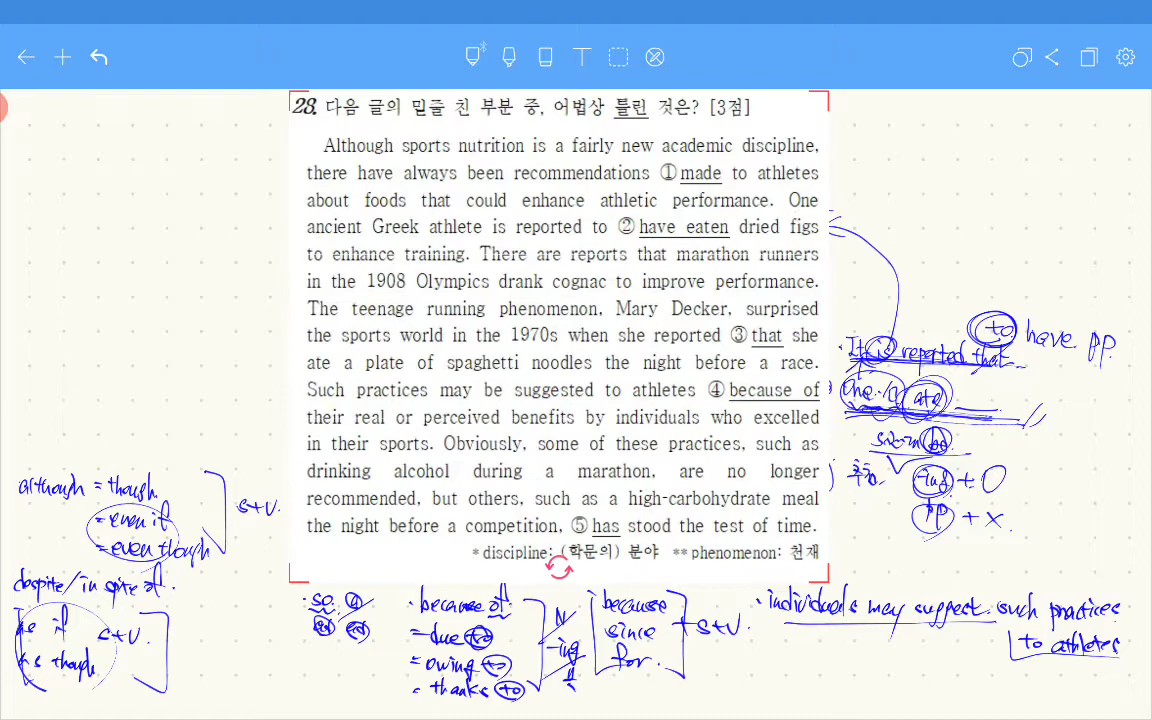 28. 다음 글의 밑줄 친 부분 중, 어법상 틀린 것은? [3점]
Although sports nutrition is a fairly new academic discipline,
there have always been recommendations ①made to athletes
about foods that could enhance athletic performance. One
ancient Greek athlete is reported to ②have eaten dried figs
to enhance training. There are reports that marathon runners
in the 1908 Olympics drank cognac to improve performance.
The teenage running phenomenon, Mary Decker, surprised
the sports world in the 1970s when she reported ③that she
ate a plate of spaghetti noodles the night before a race.
Such practices may be suggested to athletes ④because of
their real or perceived benefits by individuals who excelled
in their sports. Obviously, some of these practices, such as
drinking alcohol during a marathon, are no longer
recommended, but others, such as a high-carbohydrate meal
the night before a competition, ⑤has stood the test of time.
* discipline: (학문의) 분야 ** phenomenon: 천재
to have pp.
It is reported that
One ate
-ing + O
pp + x.
although = though
= even if
= even though
s+v.
despite/in spite of
as if
as though
s+v.
so
because of
= due to
= owing to
= thanks to
N
-ing
because
since
for
+ s+v.
individuals may suggest such practices
to athletes